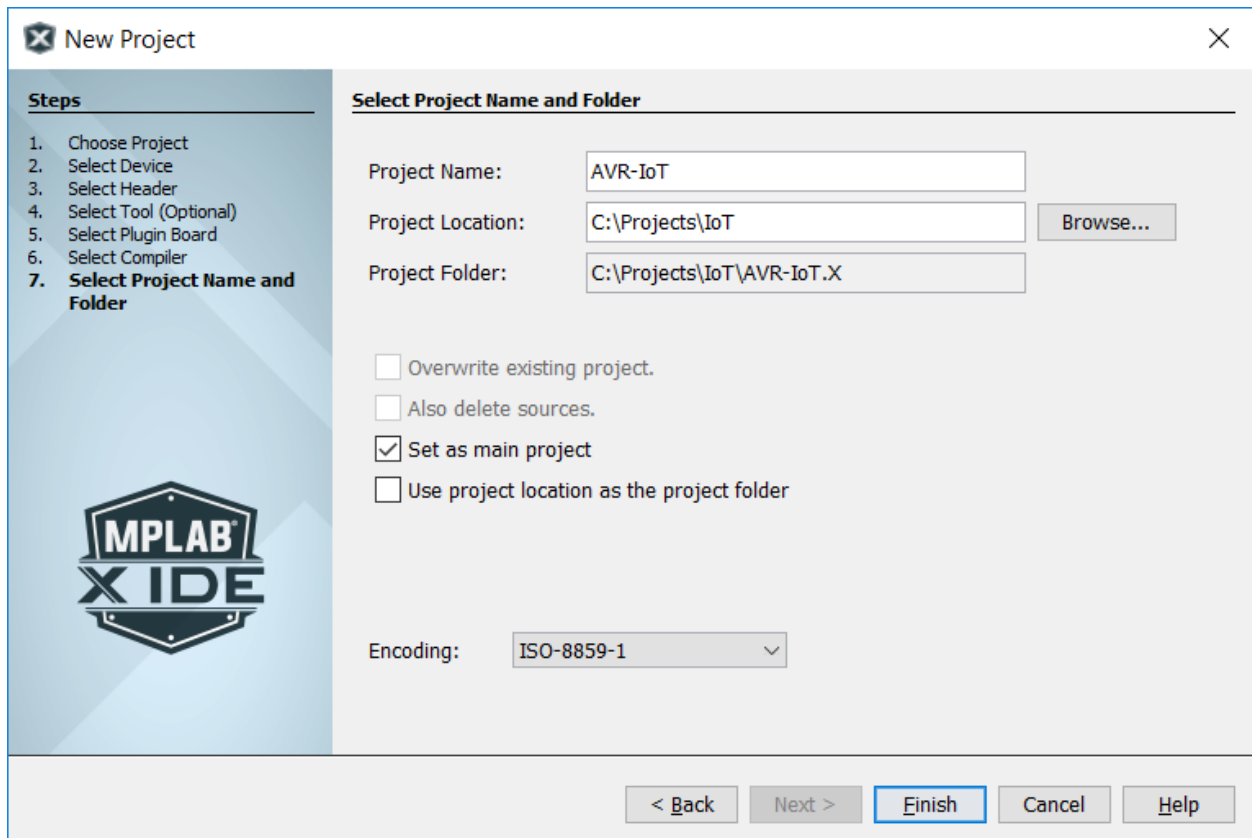 New Project
Steps
1. Choose Project
2. Select Device
3. Select Header
4. Select Tool (Optional)
5. Select Plugin Board
6. Select Compiler
7. Select Project Name and
Folder
MPLAB®
X IDE
Select Project Name and Folder
Project Name: AVR-IoT
Project Location: C:\Projects\IoT Browse...
Project Folder: C:\Projects\IoT\AVR-IoT.X
Overwrite existing project.
Also delete sources.
Set as main project
Use project location as the project folder
Encoding: ISO-8859-1
< Back Next > Finish Cancel Help